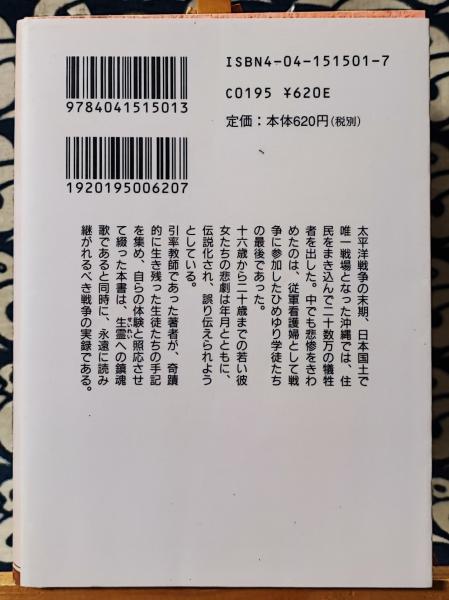 ISBN4-04-151501-7
C0195 ¥620E
定価：本体620円（税別）
9784041515013
1920195006207
太平洋戦争の末期、日本国土で
唯一戦場となった沖縄では、住
民をまき込んで二十数万の犠牲
者を出した。中でも悲惨をきわ
めたのは、従軍看護婦として戦
争に参加したひめゆり学徒たち
の最後であった。
十六歳から二十歳までの若い彼
女たちの悲劇は年月とともに、
伝説化され、誤り伝えられよう
としている。
引率教師であった著者が、奇蹟
的に生き残った生徒たちの手記
を集め、自らの体験と照応させ
て綴った本書は、生霊への鎮魂
せいれい
歌であると同時に、永遠に読み
継がれるべき戦争の実録である。